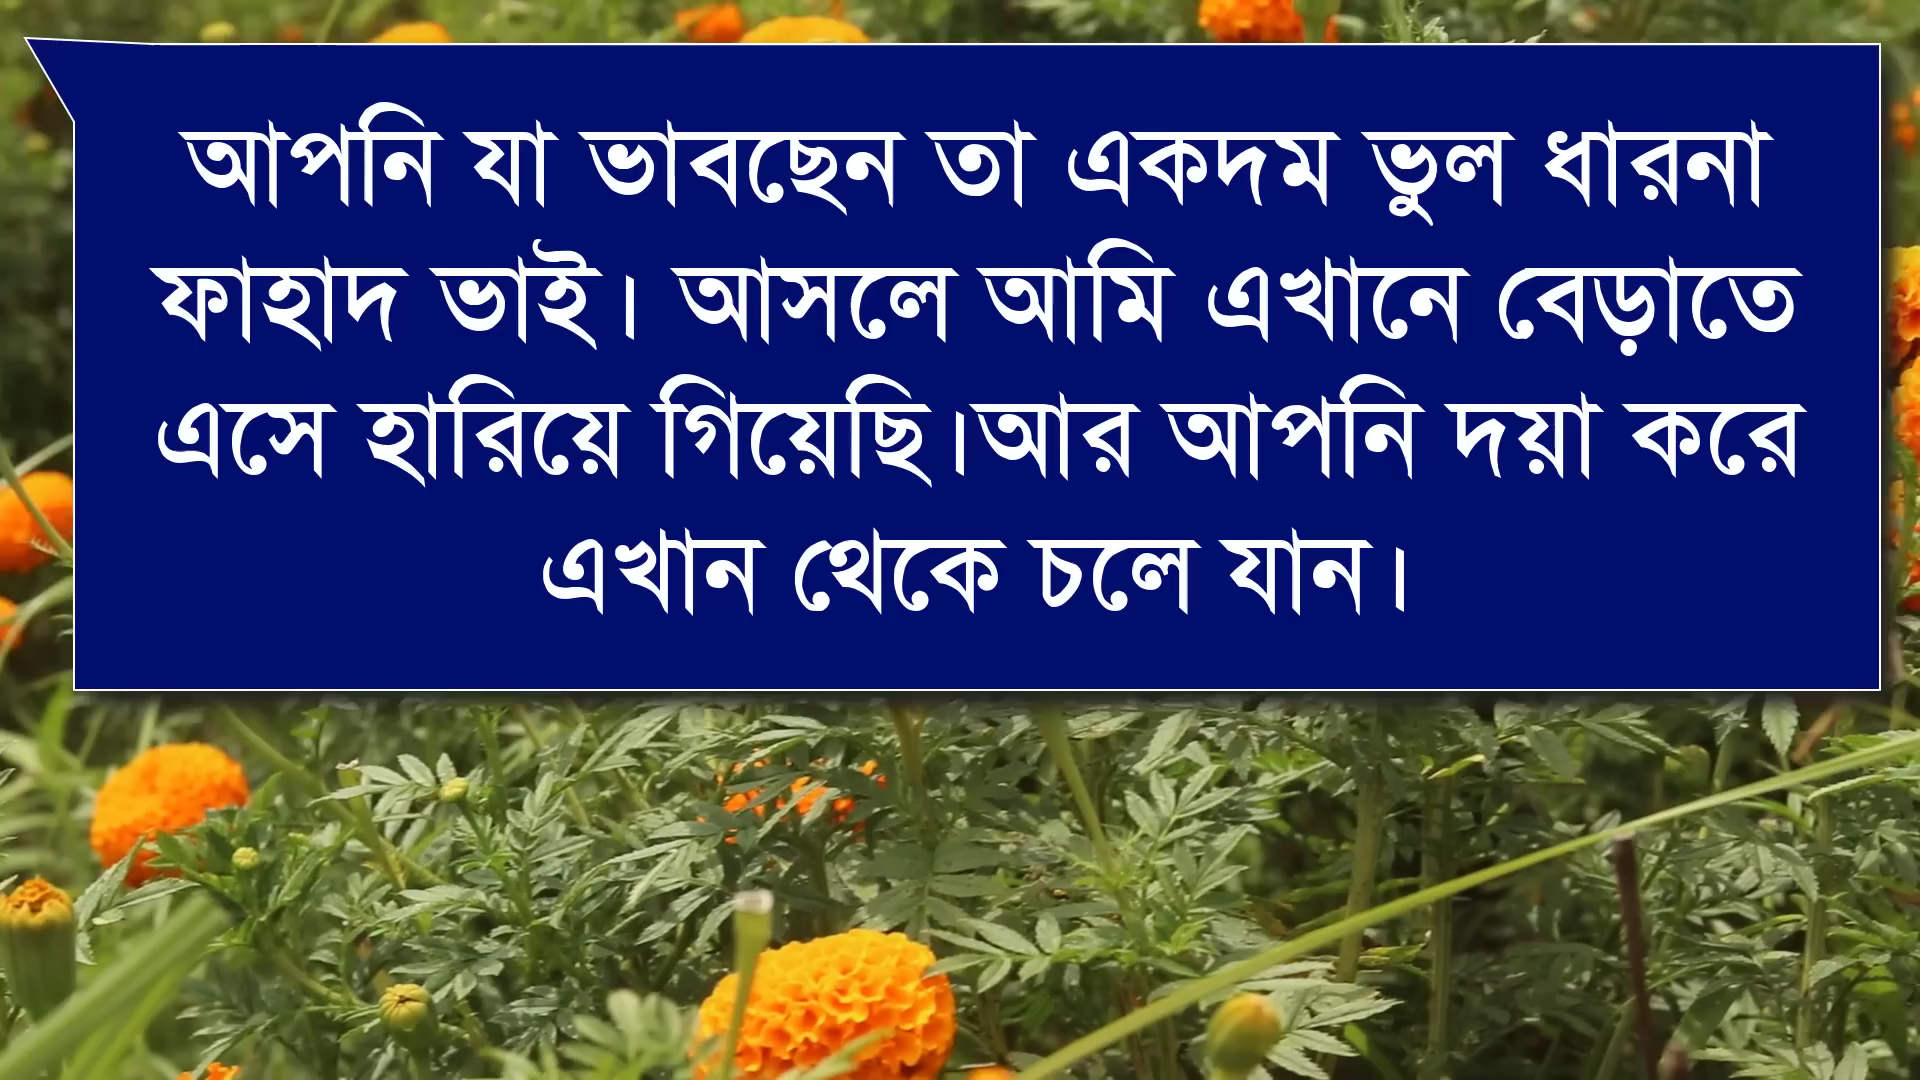 আপনি যা ভাবছেন তা একদম ভুল ধারনা
ফাহাদ ভাই। আসলে আমি এখানে বেড়াতে
এসে হারিয়ে গিয়েছি।আর আপনি দয়া করে
এখান থেকে চলে যান।